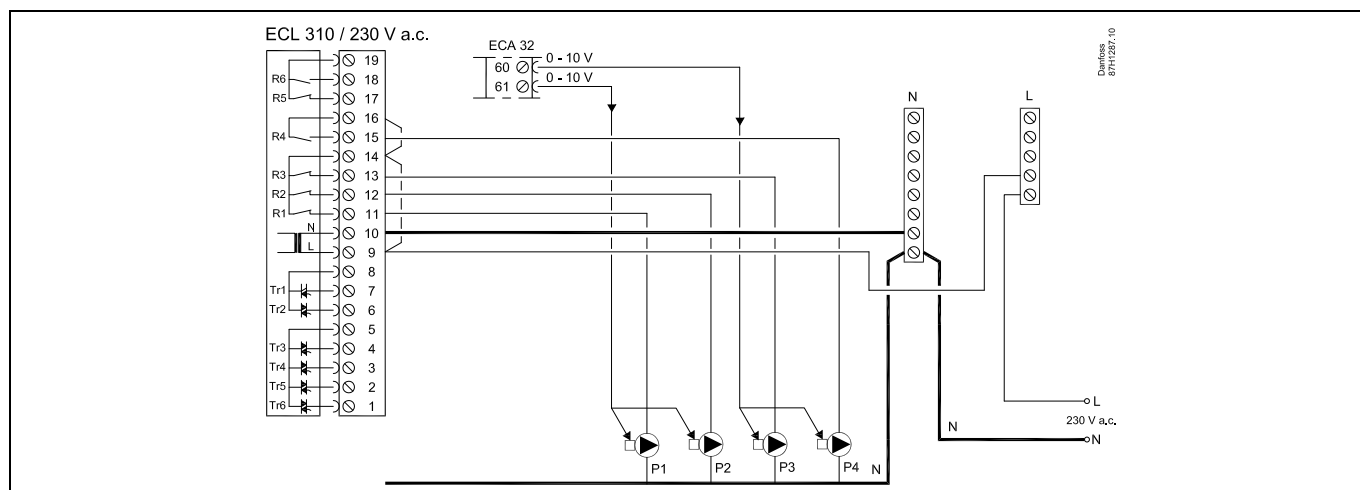 ECL 310 / 230 V a.c.
ECA 32
60 0 - 10 V
61 0 - 10 V
Danfoss
87H1287.10
N
L
19
R6 18
R5 17
16
R4 15
14
R3 13
R2 12
R1 11
N 10
L 9
8
Tr1 7
Tr2 6
5
Tr3 4
Tr4 3
Tr5 2
Tr6 1
L
230 V a.c.
N
N
P1 P2 P3 P4 N